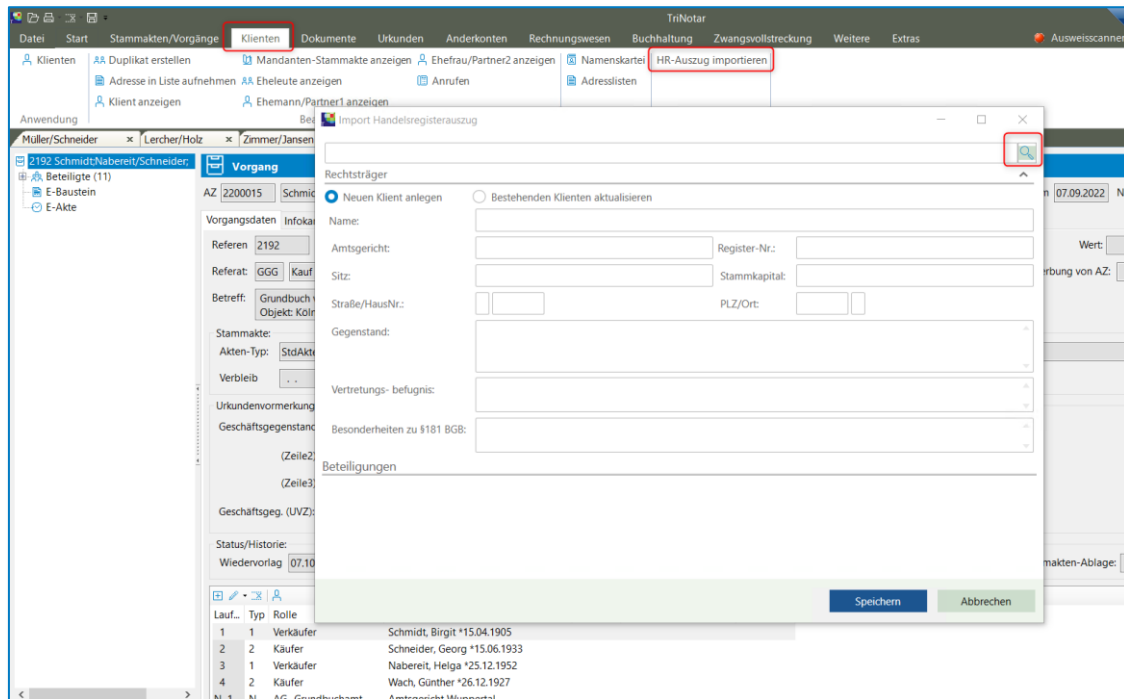 TriNotar
Datei Start Stammakten/Vorgänge Klienten Dokumente Urkunden Anderkonten Rechnungswesen Buchhaltung Zwangsvollstreckung Weitere Extras Ausweisscanner
Klienten Duplikat erstellen Mandanten-Stammakte anzeigen Ehefrau/Partner2 anzeigen Namenskartei HR-Auszug importieren
Adresse in Liste aufnehmen Eheleute anzeigen Anrufen Adresslisten
Klient anzeigen Ehemann/Partner1 anzeigen
Anwendung Bea
Import Handelsregisterauszug
Müller/Schneider x Lercher/Holz x Zimmer/Jansen
2192 Schmidt;Nabereit/Schneider; Vorgang
Beteiligte (11)
Rechtsträger
E-Baustein AZ 2200015 Schmid Neuen Klient anlegen Bestehenden Klienten aktualisieren n 07.09.2022 N
E-Akte
Vorgangsdaten Infokar Name:
Referen 2192 Amtsgericht: Register-Nr.: Wert:
Referat: GGG Kauf Sitz: Stammkapital: rbung von AZ:
Betreff: Grundbuch v Straße/HausNr.: PLZ/Ort:
Objekt: Köln
Stammakte: Gegenstand:
Akten-Typ: StdAkte
Verbleib . .
Vertretungs- befugnis:
Urkundenvormerkung
Geschäftsgegenstand Besonderheiten zu §181 BGB:
(Zeile2)
Beteiligungen
(Zeile3)
Geschäftsgeg. (UVZ):
Status/Historie:
Wiedervorlag 07.10 makten-Ablage:
Speichern Abbrechen
Lauf... Typ Rolle
1 1 Verkäufer Schmidt, Birgit *15.04.1905
2 2 Käufer Schneider, Georg *15.06.1933
3 1 Verkäufer Nabereit, Helga *25.12.1952
4 2 Käufer Wach, Günther *26.12.1927
N 1 N AG Grundbuchamt Amtsgericht Wuppertal